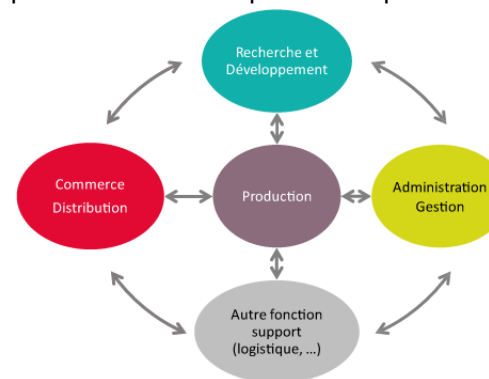 Recherche et
Développement
Commerce
Distribution
Production
Administration
Gestion
Autre fonction
support
(logistique, ...)